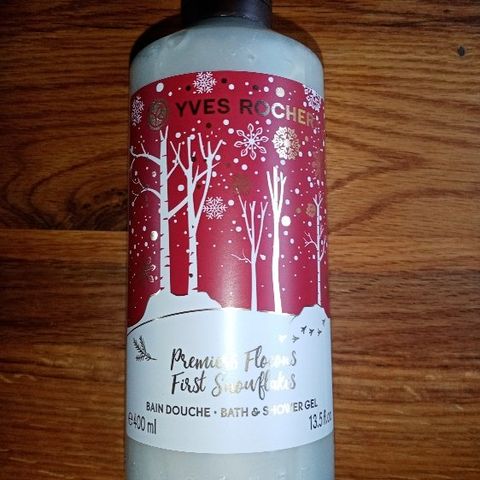 YVES ROCHER
Premiers Flocons
First Snowflakes
BAIN DOUCHE • BATH & SHOWER GEL
℮400 ml 13.5 fl.oz